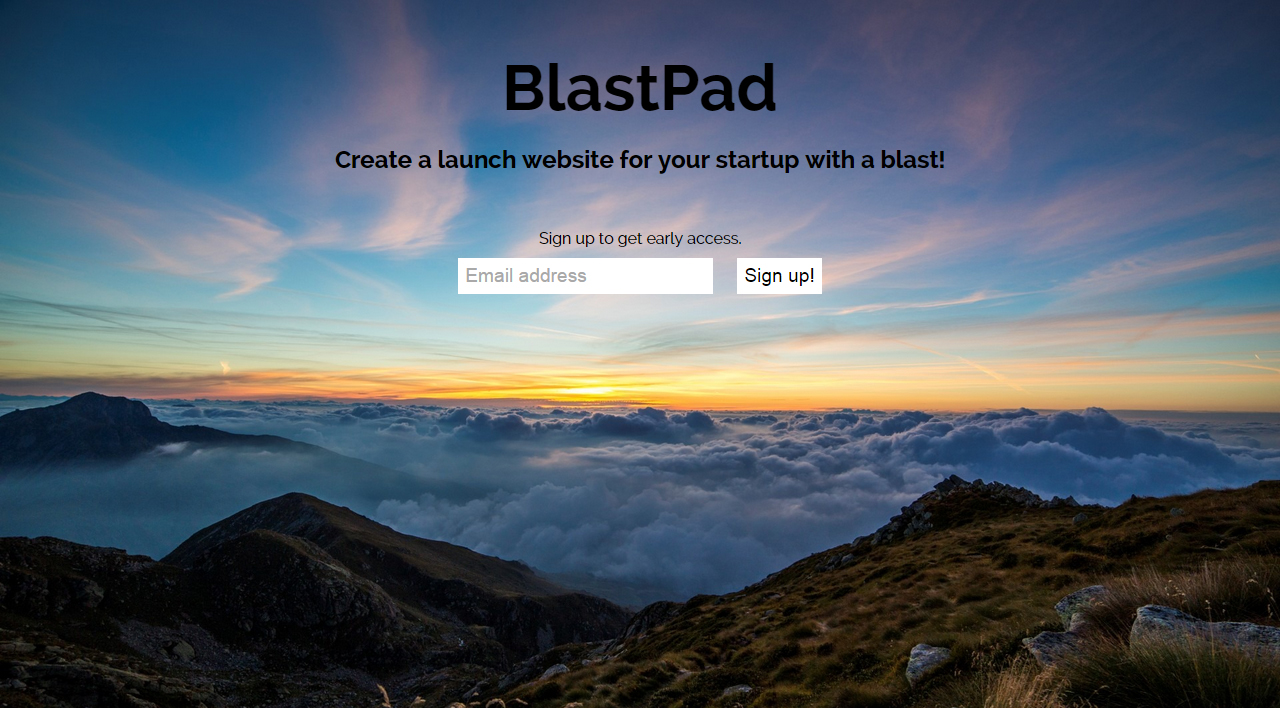 BlastPad
Create a launch website for your startup with a blast!
Sign up to get early access.
Email address
Sign up!